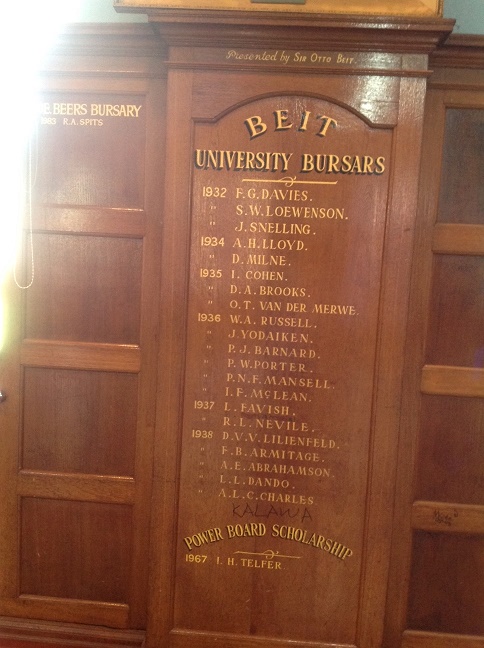 Presented by Sir Otto Beit.
DE BEERS BURSARY
1963 R.A. SPITS
BEIT
UNIVERSITY BURSARS
1932 F.G. DAVIES.
" S.W. LOEWENSON.
" J. SNELLING.
1934 A.H. LLOYD.
" D. MILNE.
1935 I. COHEN.
" D.A. BROOKS.
" O.T. VAN DER MERWE.
1936 W.A. RUSSELL.
" J. YODAIKEN.
" P.J. BARNARD.
" P.W. PORTER.
" P.N.F. MANSELL.
" I.F. McLEAN.
1937 L. FAVISH.
" R.L. NEVILE.
1938 D.V.V. LILIENFELD.
" F.B. ARMITAGE.
" A.E. ABRAHAMSON.
" L.L. DANDO.
" A.L.C. CHARLES
KALAWA
POWER BOARD SCHOLARSHIP
1967 I. H. TELFER